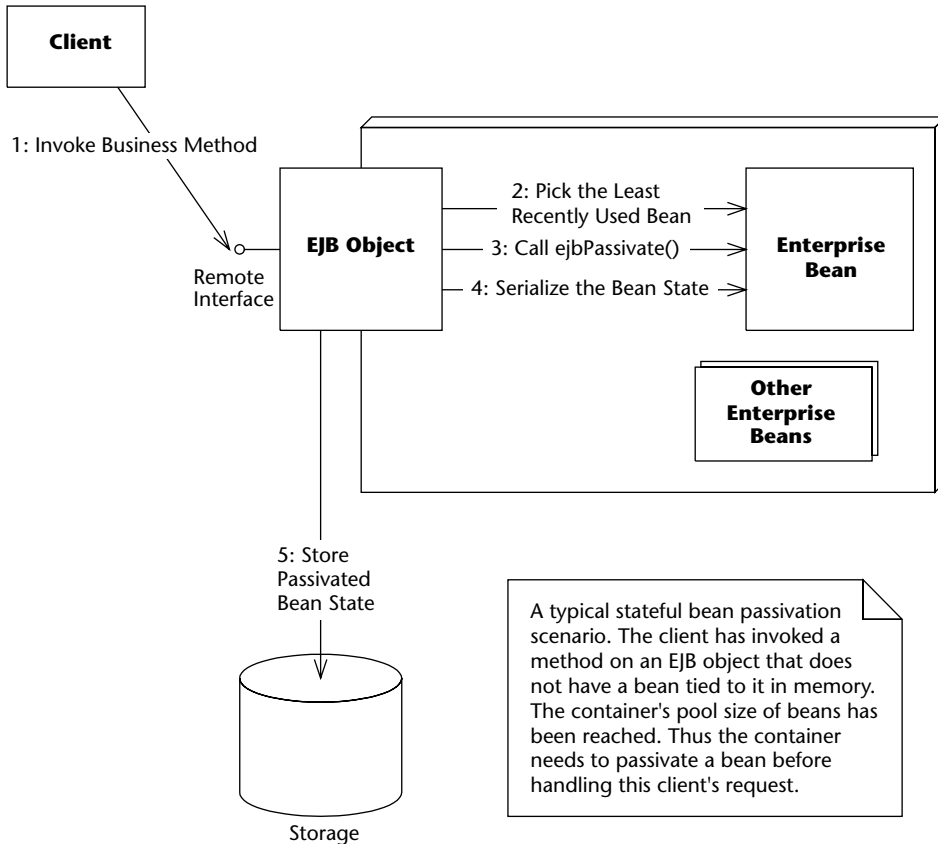 Client
1: Invoke Business Method
Remote
Interface
EJB Object
2: Pick the Least
Recently Used Bean
3: Call ejbPassivate()
4: Serialize the Bean State
Enterprise
Bean
Other
Enterprise
Beans
5: Store
Passivated
Bean State
Storage
A typical stateful bean passivation
scenario. The client has invoked a
method on an EJB object that does
not have a bean tied to it in memory.
The container's pool size of beans has
been reached. Thus the container
needs to passivate a bean before
handling this client's request.